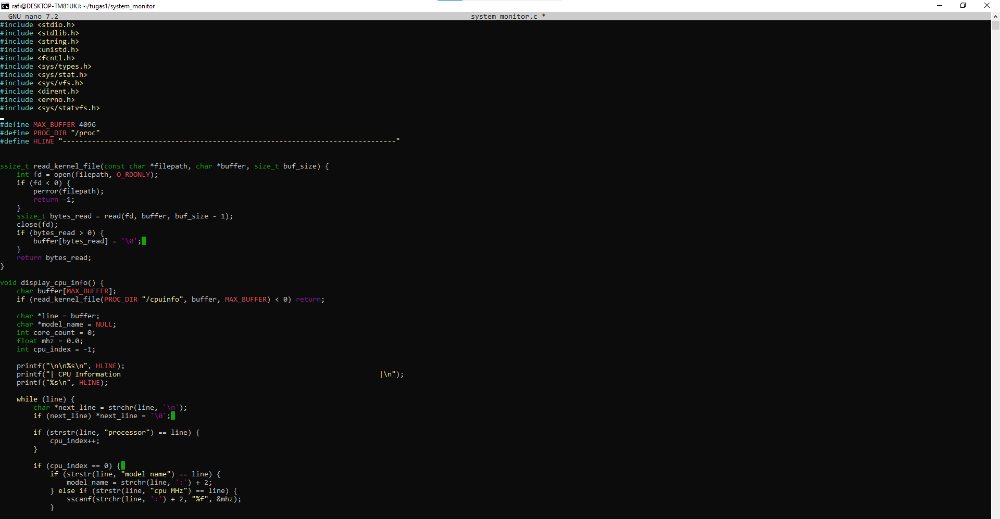 rafi@DESKTOP-TM81UKJ: ~/tugas1/system_monitor
GNU nano 7.2 system_monitor.c *
#include <stdio.h>
#include <stdlib.h>
#include <string.h>
#include <unistd.h>
#include <fcntl.h>
#include <sys/types.h>
#include <sys/stat.h>
#include <sys/vfs.h>
#include <dirent.h>
#include <errno.h>
#include <sys/statvfs.h>

#define MAX_BUFFER 4096
#define PROC_DIR "/proc"
#define HLINE "--------------------------------------------------------------------------------"

ssize_t read_kernel_file(const char *filepath, char *buffer, size_t buf_size) {
    int fd = open(filepath, O_RDONLY);
    if (fd < 0) {
        perror(filepath);
        return -1;
    }
    ssize_t bytes_read = read(fd, buffer, buf_size - 1);
    close(fd);
    if (bytes_read > 0) {
        buffer[bytes_read] = '\0';
    }
    return bytes_read;
}

void display_cpu_info() {
    char buffer[MAX_BUFFER];
    if (read_kernel_file(PROC_DIR "/cpuinfo", buffer, MAX_BUFFER) < 0) return;

    char *line = buffer;
    char *model_name = NULL;
    int core_count = 0;
    float mhz = 0.0;
    int cpu_index = -1;

    printf("\n\n%s\n", HLINE);
    printf("| CPU Information                                                              |\n");
    printf("%s\n", HLINE);

    while (line) {
        char *next_line = strchr(line, '\n');
        if (next_line) *next_line = '\0';

        if (strstr(line, "processor") == line) {
            cpu_index++;
        }

        if (cpu_index == 0) {
            if (strstr(line, "model name") == line) {
                model_name = strchr(line, ':') + 2;
            } else if (strstr(line, "cpu MHz") == line) {
                sscanf(strchr(line, ':') + 2, "%f", &mhz);
            }